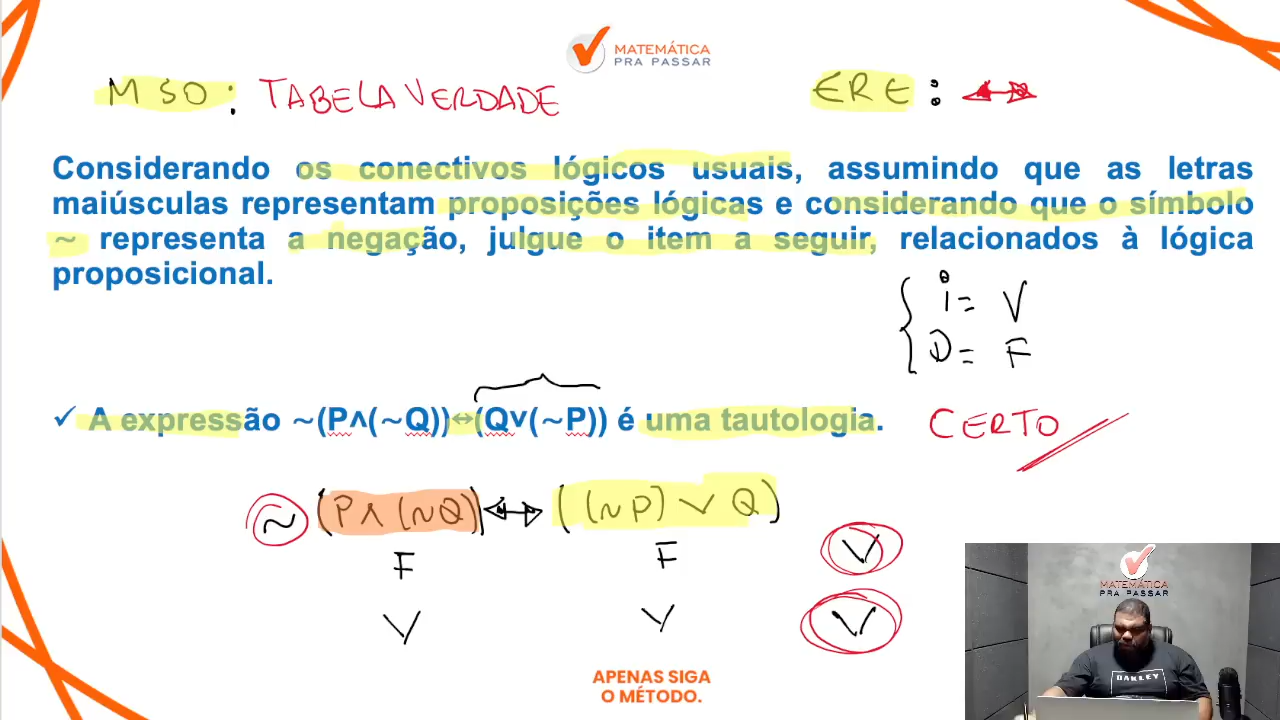 MATEMÁTICA
PRA PASSAR
MSO: TABELA VERDADE
ERE: ↔
Considerando os conectivos lógicos usuais, assumindo que as letras
maiúsculas representam proposições lógicas e considerando que o símbolo
~ representa a negação, julgue o item a seguir, relacionados à lógica
proposicional.
i = V
D = F
✓ A expressão ~(P∧(~Q))↔(Q∨(~P)) é uma tautologia. CERTO
~ (P ∧ (~Q)) ↔ ((~P) ∨ Q)
F F V
V V V
MATEMÁTICA
PRA PASSAR
OAKLEY
APENAS SIGA
O MÉTODO.